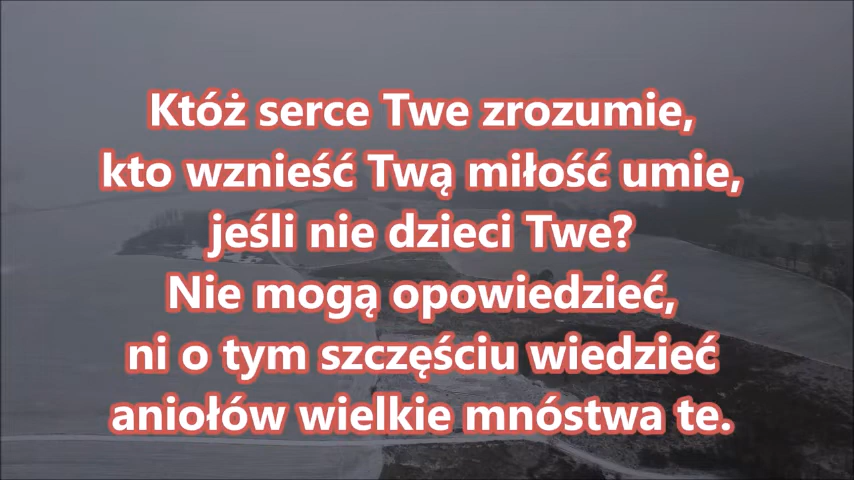 Któż serce Twe zrozumie,
kto wznieść Twą miłość umie,
jeśli nie dzieci Twe?
Nie mogą opowiedzieć,
ni o tym szczęściu wiedzieć
aniołów wielkie mnóstwa te.